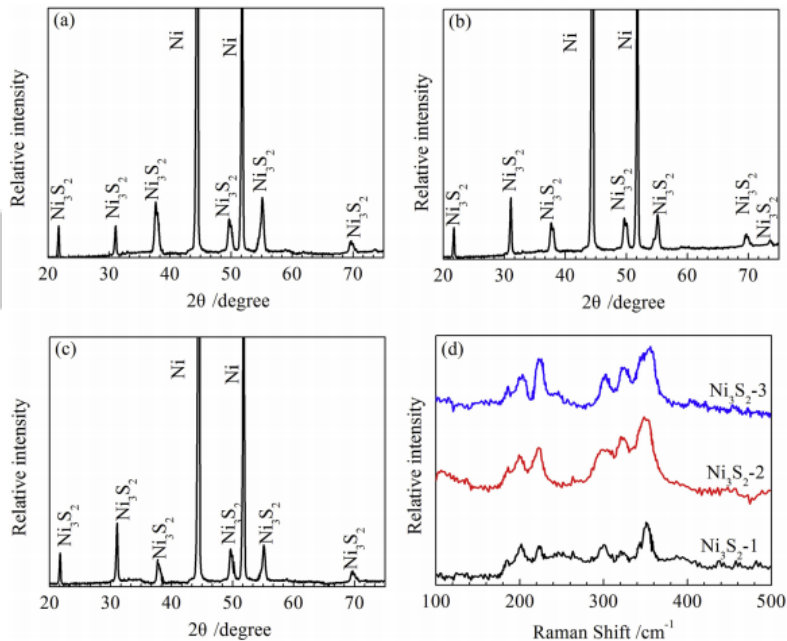 (a)
Ni
Ni
Ni₃S₂
Ni₃S₂
Ni₃S₂
Ni₃S₂
Ni₃S₂
Ni₃S₂
Relative intensity
20 30 40 50 60 70
2θ /degree
(b)
Ni
Ni
Ni₃S₂
Ni₃S₂
Ni₃S₂
Ni₃S₂
Ni₃S₂
Ni₃S₂
Ni₃S₂
Relative intensity
20 30 40 50 60 70
2θ /degree
(c)
Ni
Ni
Ni₃S₂
Ni₃S₂
Ni₃S₂
Ni₃S₂
Ni₃S₂
Ni₃S₂
Relative intensity
20 30 40 50 60 70
2θ /degree
(d)
Ni₃S₂-3
Ni₃S₂-2
Ni₃S₂-1
Relative intensity
100 200 300 400 500
Raman Shift /cm⁻¹